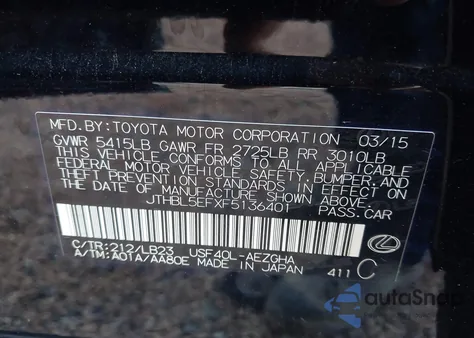 MFD. BY: TOYOTA MOTOR CORPORATION 03/15
GVWR 5415LB GAWR FR 2725LB RR 3010LB
THIS VEHICLE CONFORMS TO ALL APPLICABLE
FEDERAL MOTOR VEHICLE SAFETY, BUMPER, AND
THEFT PREVENTION STANDARDS IN EFFECT ON
THE DATE OF MANUFACTURE SHOWN ABOVE.
JTHBL5EFXF5136401 PASS. CAR
C/TR: 212/LB23 USF40L-AEZGHA
A/TM: A01A/AA80E MADE IN JAPAN 411 C
autoSnap